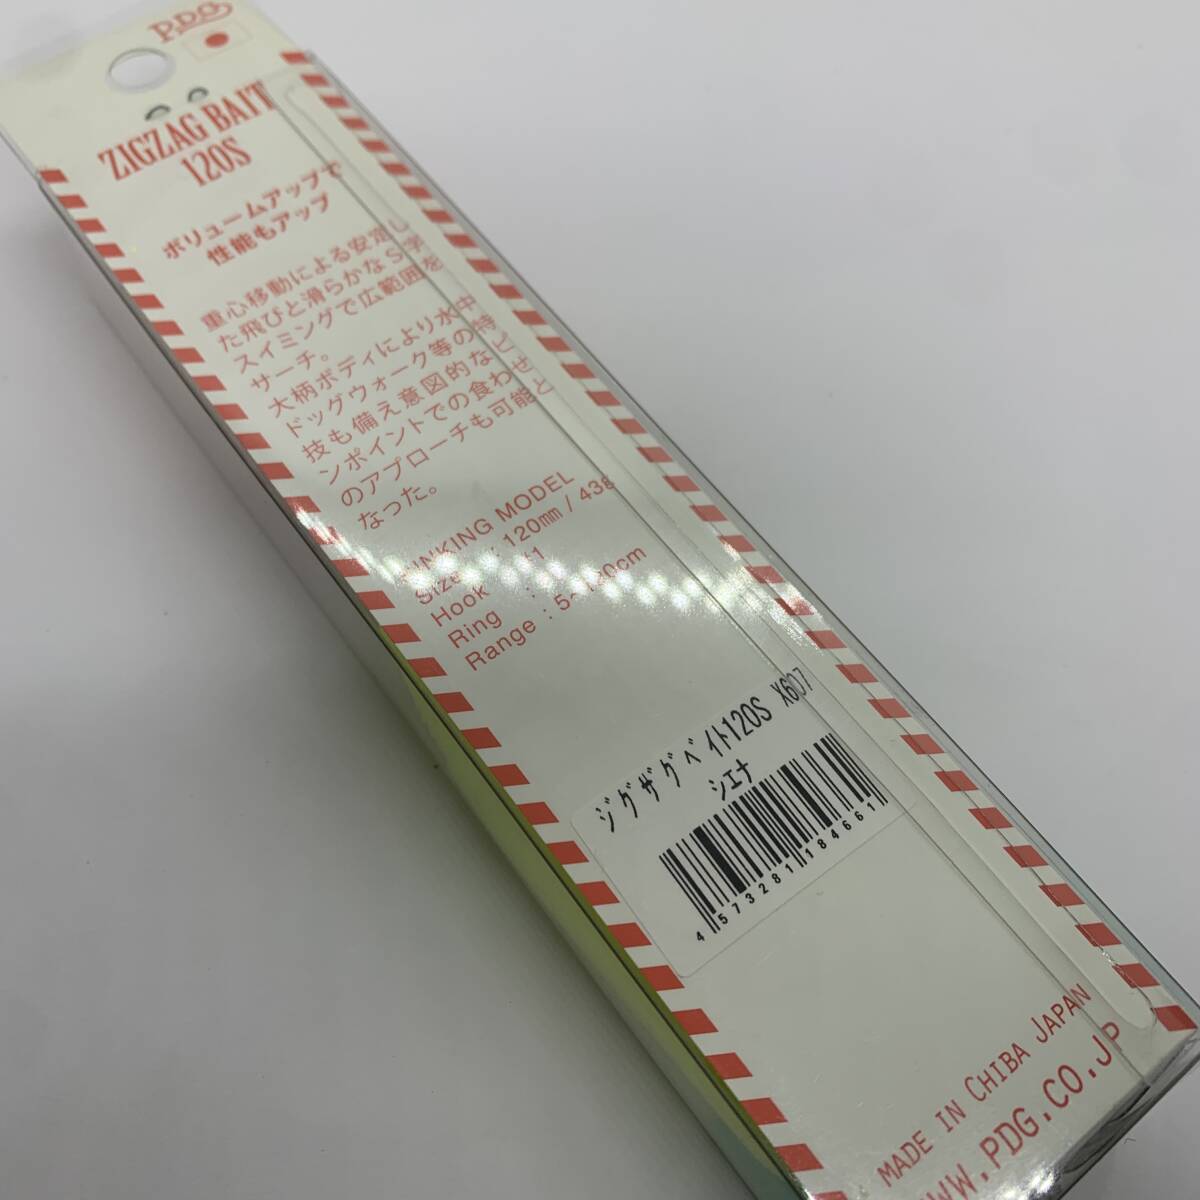 P.D.G.
ZIGZAG BAIT
120S
ボリュームアップで
性能もアップ
重心移動による安定し
た飛びと滑らかなS字
スイミングで広範囲を
サーチ。
大柄ボディにより水中
ドッグウォーク等の特
技も備え意図的なピ
ンポイントでの食わせ
のアプローチも可能と
なった。
SINKING MODEL
Size : 120mm / 43g
Hook
Ring :
Range : 5~
ジグザグベイト120S X607
シエナ
4573281184661
MADE IN CHIBA JAPAN
WWW.PDG.CO.JP